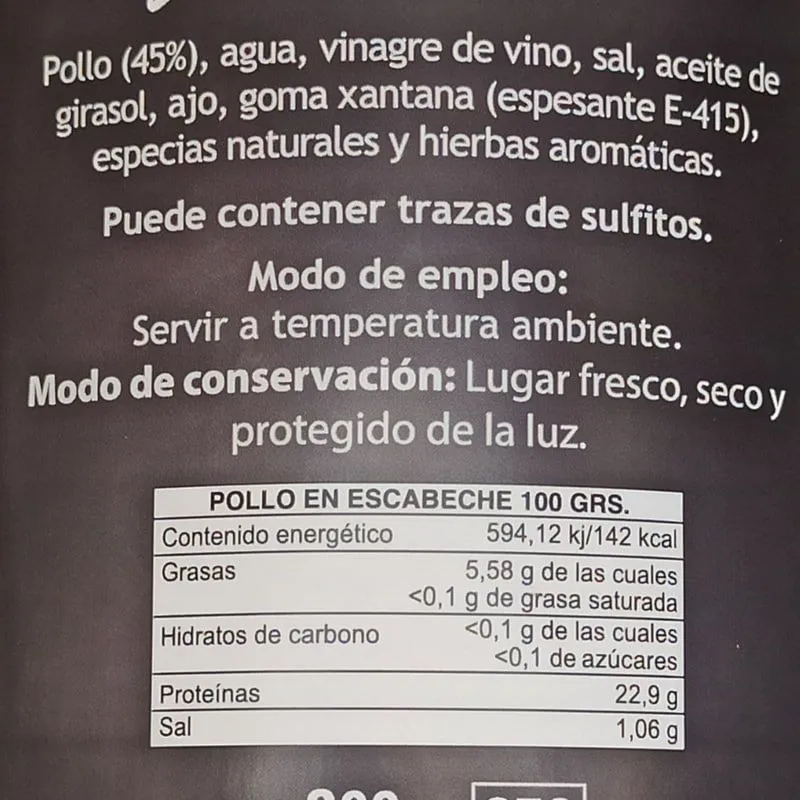 Pollo (45%), agua, vinagre de vino, sal, aceite de
girasol, ajo, goma xantana (espesante E-415),
especias naturales y hierbas aromáticas.
Puede contener trazas de sulfitos.
Modo de empleo:
Servir a temperatura ambiente.
Modo de conservación: Lugar fresco, seco y
protegido de la luz.
POLLO EN ESCABECHE 100 GRS.
Contenido energético 594,12 kj/142 kcal
Grasas 5,58 g de las cuales
<0,1 g de grasa saturada
Hidratos de carbono <0,1 g de las cuales
<0,1 de azúcares
Proteínas 22,9 g
Sal 1,06 g